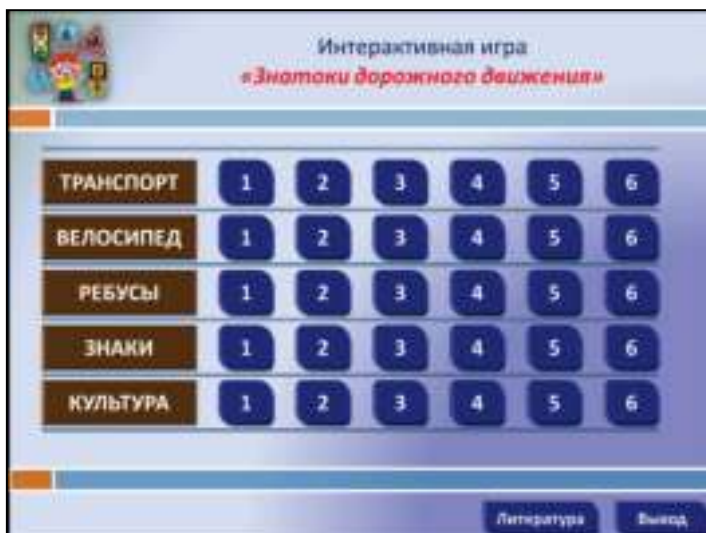 Интерактивная игра
«Знатоки дорожного движения»
ТРАНСПОРТ 1 2 3 4 5 6
ВЕЛОСИПЕД 1 2 3 4 5 6
РЕБУСЫ 1 2 3 4 5 6
ЗНАКИ 1 2 3 4 5 6
КУЛЬТУРА 1 2 3 4 5 6
Литература Выход